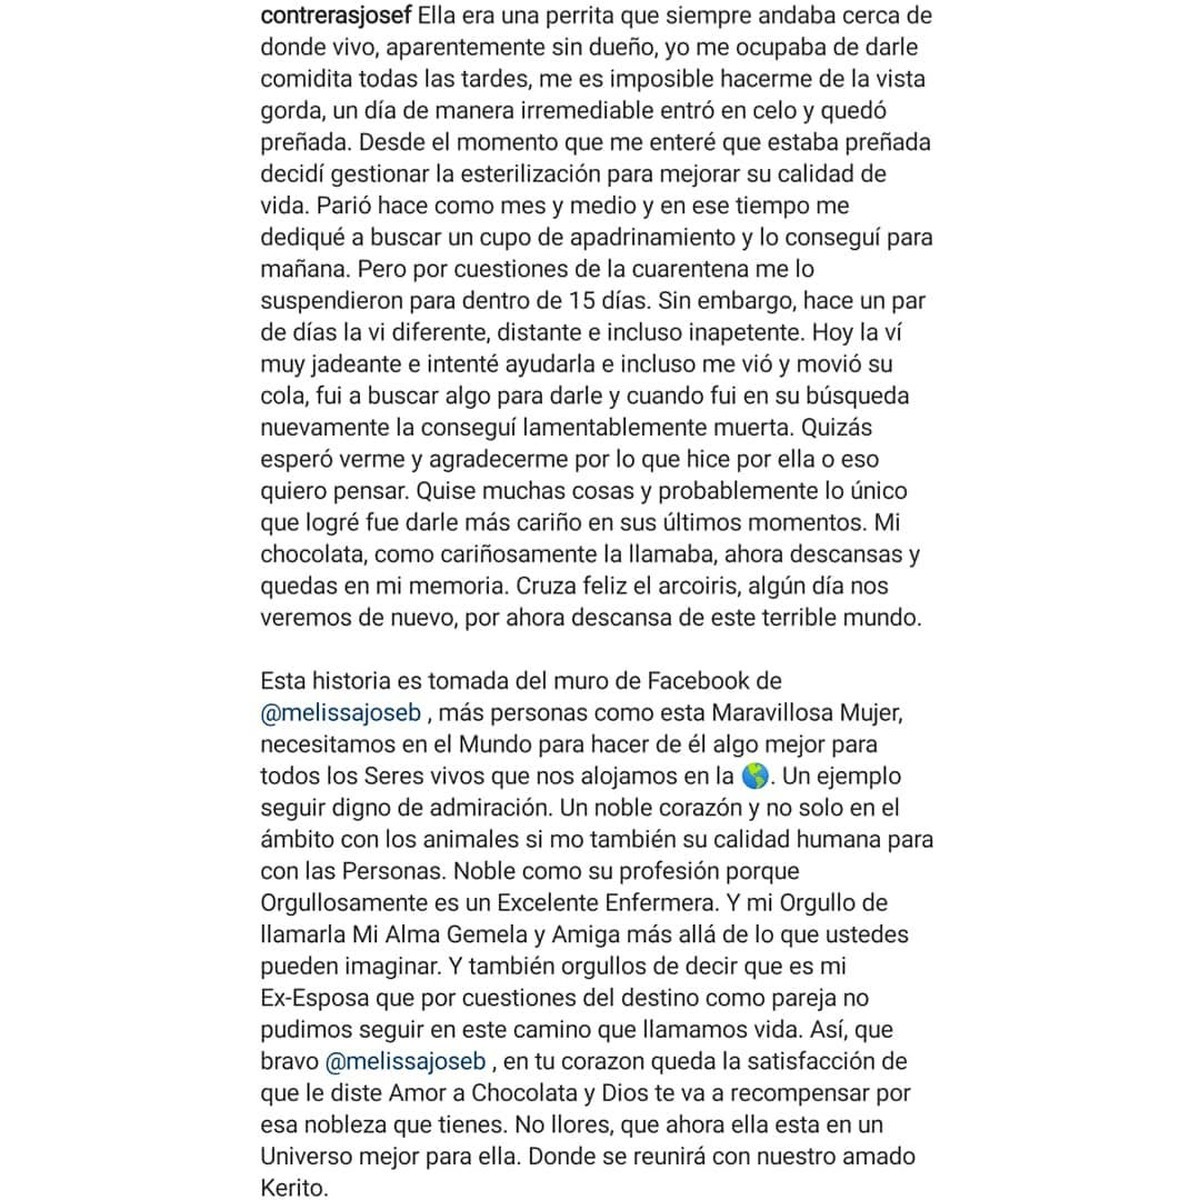 contrerasjosef Ella era una perrita que siempre andaba cerca de
donde vivo, aparentemente sin dueño, yo me ocupaba de darle
comidita todas las tardes, me es imposible hacerme de la vista
gorda, un día de manera irremediable entró en celo y quedó
preñada. Desde el momento que me enteré que estaba preñada
decidí gestionar la esterilización para mejorar su calidad de
vida. Parió hace como mes y medio y en ese tiempo me
dediqué a buscar un cupo de apadrinamiento y lo conseguí para
mañana. Pero por cuestiones de la cuarentena me lo
suspendieron para dentro de 15 días. Sin embargo, hace un par
de días la vi diferente, distante e incluso inapetente. Hoy la ví
muy jadeante e intenté ayudarla e incluso me vió y movió su
cola, fui a buscar algo para darle y cuando fui en su búsqueda
nuevamente la conseguí lamentablemente muerta. Quizás
esperó verme y agradecerme por lo que hice por ella o eso
quiero pensar. Quise muchas cosas y probablemente lo único
que logré fue darle más cariño en sus últimos momentos. Mi
chocolata, como cariñosamente la llamaba, ahora descansas y
quedas en mi memoria. Cruza feliz el arcoiris, algún día nos
veremos de nuevo, por ahora descansa de este terrible mundo.
Esta historia es tomada del muro de Facebook de
@melissajoseb , más personas como esta Maravillosa Mujer,
necesitamos en el Mundo para hacer de él algo mejor para
todos los Seres vivos que nos alojamos en la 🌎. Un ejemplo
seguir digno de admiración. Un noble corazón y no solo en el
ámbito con los animales si mo también su calidad humana para
con las Personas. Noble como su profesión porque
Orgullosamente es un Excelente Enfermera. Y mi Orgullo de
llamarla Mi Alma Gemela y Amiga más allá de lo que ustedes
pueden imaginar. Y también orgullos de decir que es mi
Ex-Esposa que por cuestiones del destino como pareja no
pudimos seguir en este camino que llamamos vida. Así, que
bravo @melissajoseb , en tu corazon queda la satisfacción de
que le diste Amor a Chocolata y Dios te va a recompensar por
esa nobleza que tienes. No llores, que ahora ella esta en un
Universo mejor para ella. Donde se reunirá con nuestro amado
Kerito.